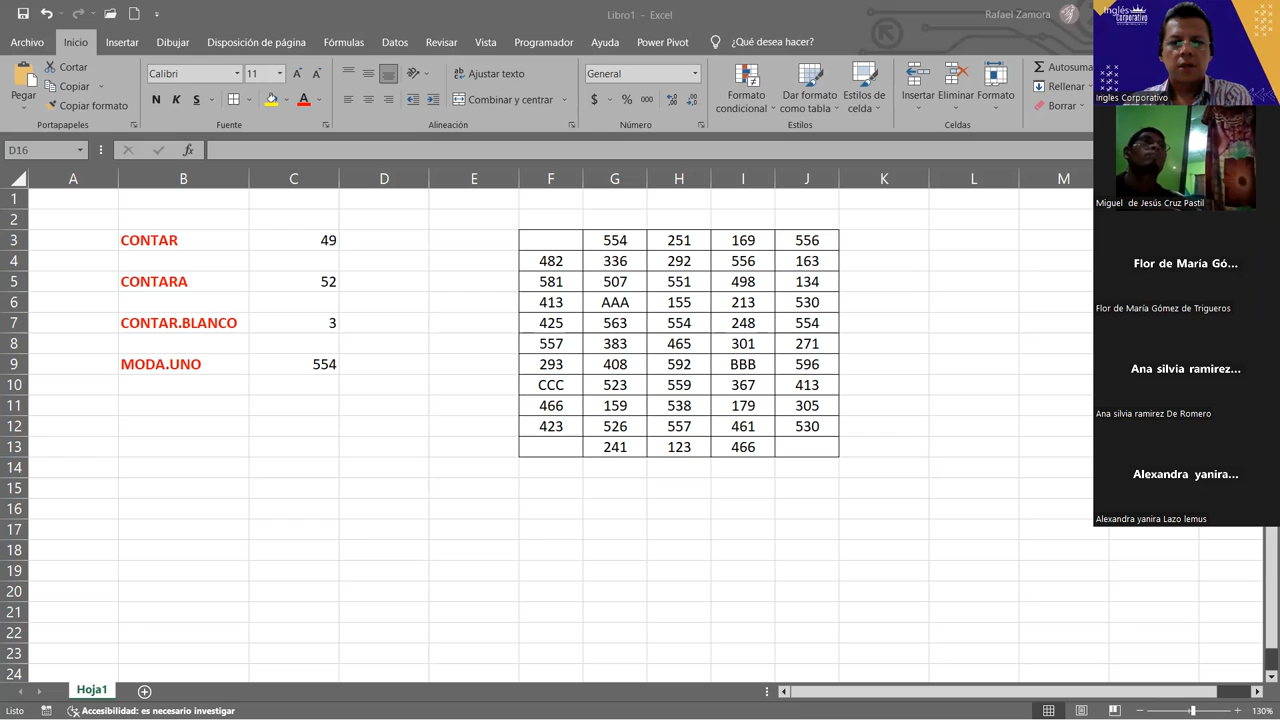 Libro1 - Excel
Rafael Zamora
Archivo Inicio Insertar Dibujar Disposición de página Fórmulas Datos Revisar Vista Programador Ayuda Power Pivot ¿Qué desea hacer?
Pegar
Cortar
Copiar
Copiar formato
Portapapeles
Calibri 11
N K S
Fuente
Ajustar texto
Combinar y centrar
Alineación
General
$ % 000
Número
Formato condicional
Dar formato como tabla
Estilos de celda
Estilos
Insertar Eliminar Formato
Celdas
Autosuma
Rellenar
Borrar
D16
fx
A B C D E F G H I J K L M
1
2
3 CONTAR 49 554 251 169 556
4 482 336 292 556 163
5 CONTARA 52 581 507 551 498 134
6 413 AAA 155 213 530
7 CONTAR.BLANCO 3 425 563 554 248 554
8 557 383 465 301 271
9 MODA.UNO 554 293 408 592 BBB 596
10 CCC 523 559 367 413
11 466 159 538 179 305
12 423 526 557 461 530
13 241 123 466
14
15
16
17
18
19
20
21
22
23
24
Hoja1
Listo
Accesibilidad: es necesario investigar
130%
Inglés Corporativo
Ingles Corporativo
Miguel de Jesús Cruz Pastil
Flor de María Gó...
Flor de María Gómez de Trigueros
Ana silvia ramirez...
Ana silvia ramirez De Romero
Alexandra yanira...
Alexandra yanira Lazo lemus